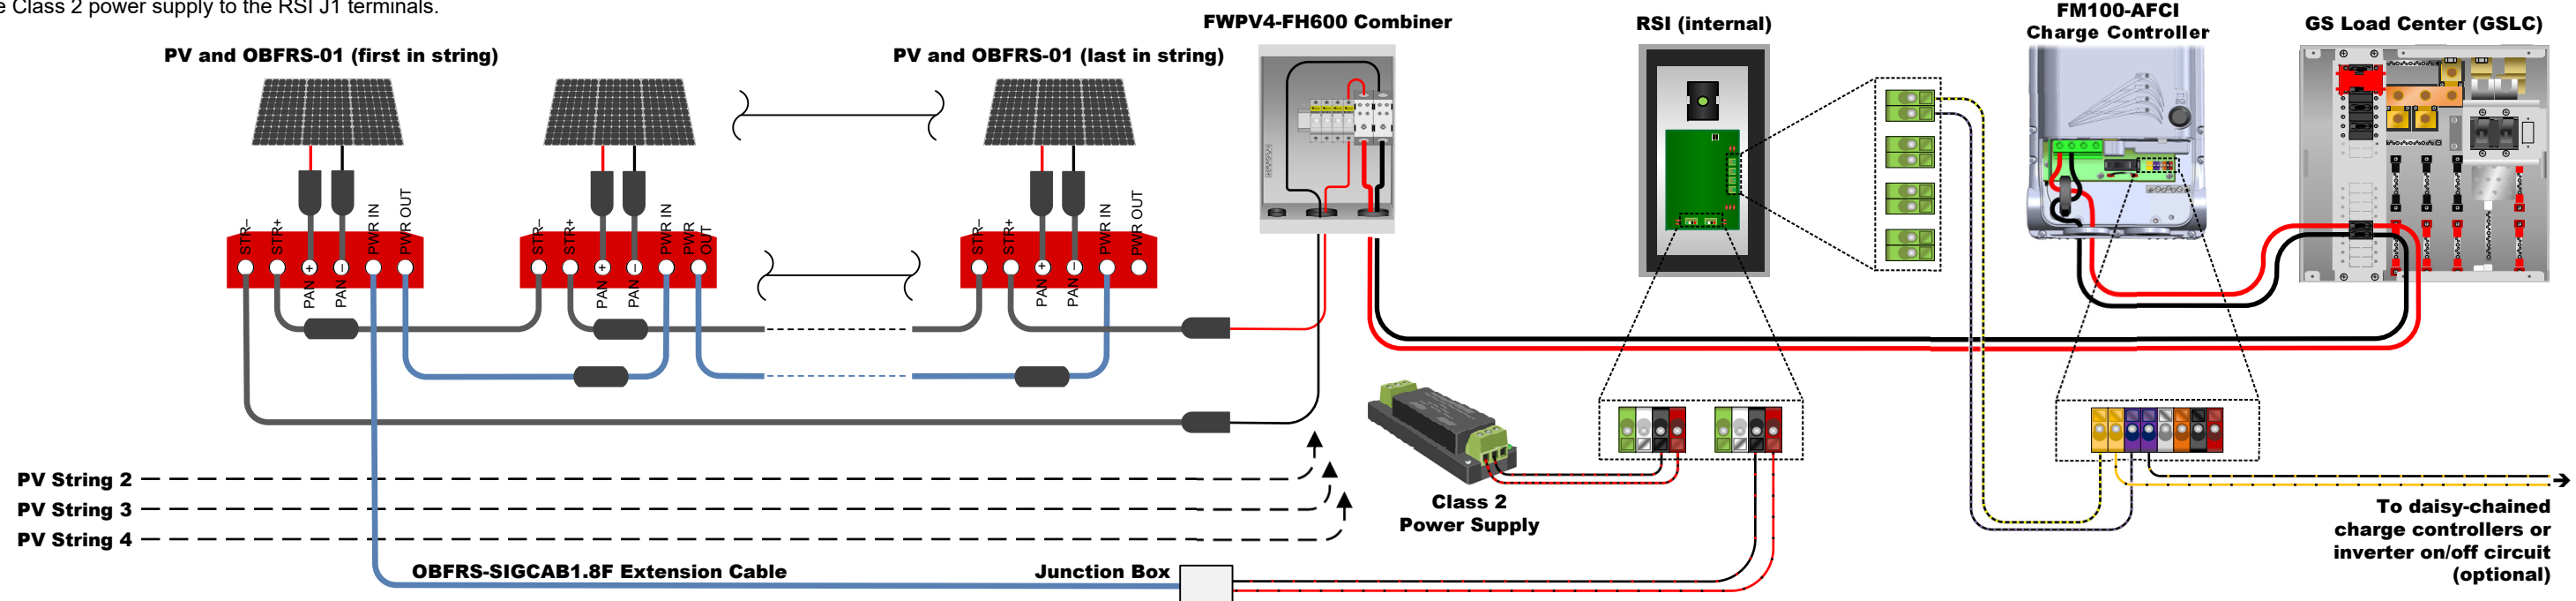 e Class 2 power supply to the RSI J1 terminals.
FWPV4-FH600 Combiner
RSI (internal)
FM100-AFCI
Charge Controller
GS Load Center (GSLC)
PV and OBFRS-01 (first in string)
PV and OBFRS-01 (last in string)
STR–
STR+
PAN +
PAN –
PWR IN
PWR OUT
STR–
STR+
PAN +
PAN –
PWR IN
PWR
OUT
STR–
STR+
PAN +
PAN –
PWR IN
PWR OUT
PV String 2
PV String 3
PV String 4
Class 2
Power Supply
To daisy-chained
charge controllers or
inverter on/off circuit
(optional)
OBFRS-SIGCAB1.8F Extension Cable
Junction Box